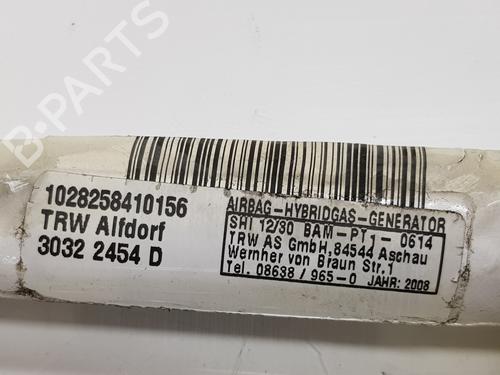 B-PARTS
1028258410156
TRW Alfdorf
3032 2454 D
AIRBAG-HYBRIDGAS-GENERATOR
SHI 12/30 BAM-PT1-0614
TRW AS GmbH, 84544 Aschau
Wernher von Braun Str.1
Tel. 08638 / 965-0 JAHR: 2008